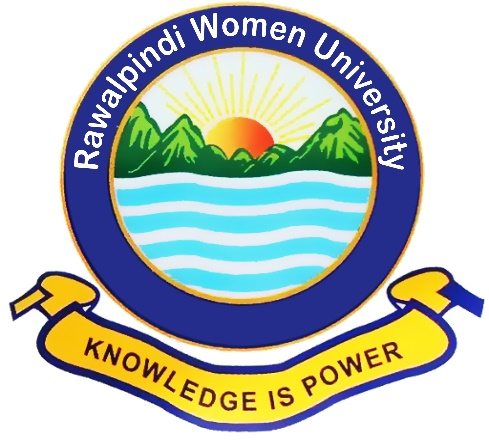 Rawalpindi Women University
KNOWLEDGE IS POWER